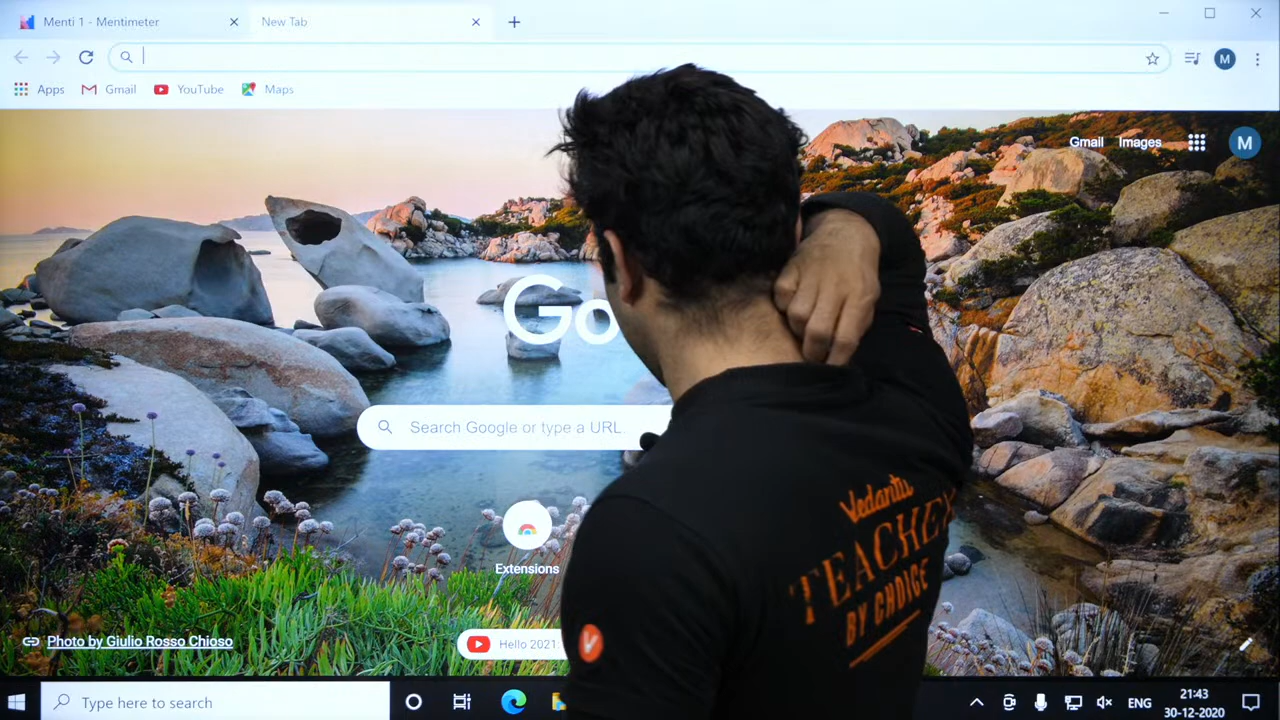 Menti 1 - Mentimeter
New Tab
Apps
Gmail
YouTube
Maps
Gmail
Images
M
M
Go
Search Google or type a URL
Extensions
Vedantu
TEACHER
BY CHOICE
Photo by Giulio Rosso Chioso
Hello 2021:
Type here to search
ENG
21:43
30-12-2020